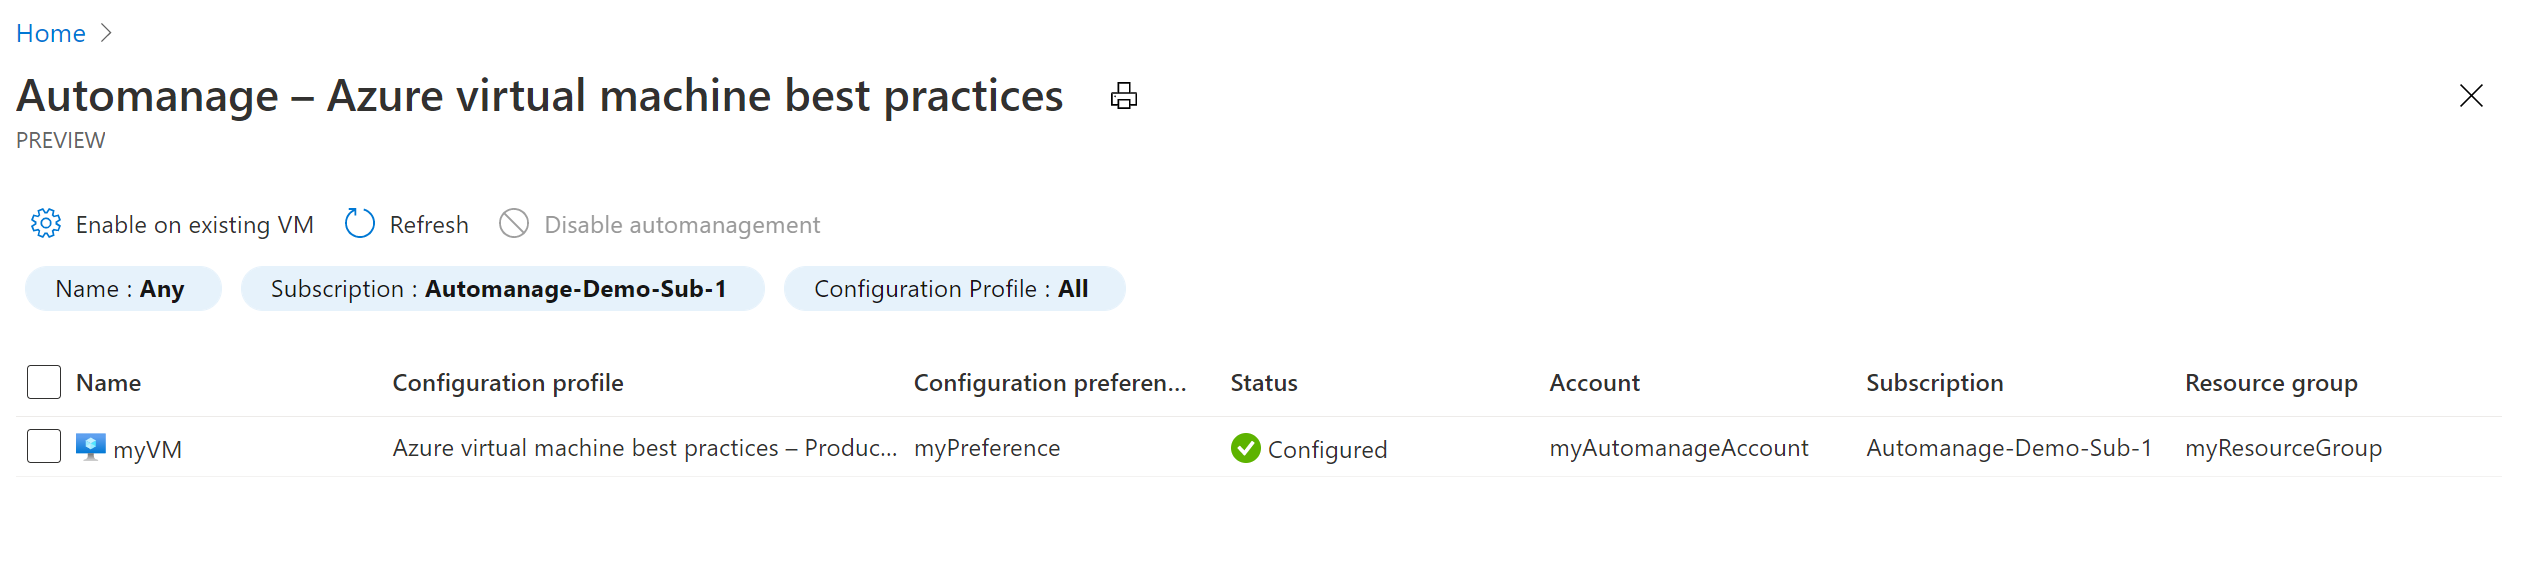 Home
Automanage – Azure virtual machine best practices
PREVIEW
Enable on existing VM Refresh Disable automanagement
Name : Any Subscription : Automanage-Demo-Sub-1 Configuration Profile : All
Name Configuration profile Configuration preferen... Status Account Subscription Resource group
myVM Azure virtual machine best practices – Produc... myPreference Configured myAutomanageAccount Automanage-Demo-Sub-1 myResourceGroup